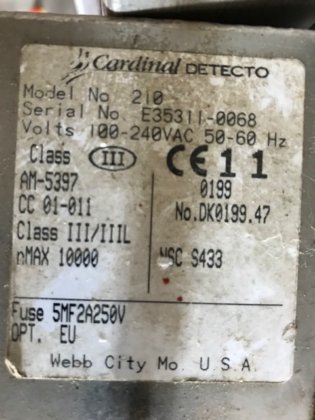 Cardinal DETECTO
Model No 210
Serial No E35311-0068
Volts 100-240VAC 50-60 Hz
Class III CE 11
AM-5397 0199
CC 01-011 No.DK0199.47
Class III/IIIL
nMAX 10000 WSC S433
Fuse 5MF2A250V
OPT. EU
Webb City Mo. U.S.A.